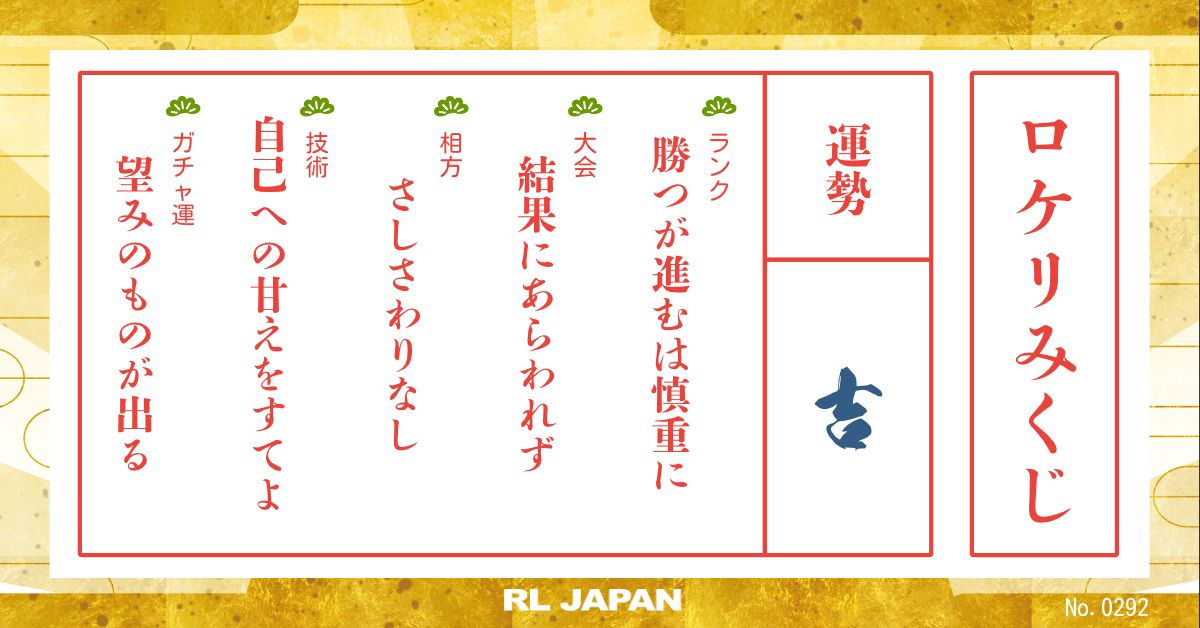 ロケリみくじ
運勢
吉
ランク
勝つが進むは慎重に
大会
結果にあらわれず
相方
さしさわりなし
技術
自己への甘えをすてよ
ガチャ運
望みのものが出る
RL JAPAN
No. 0292